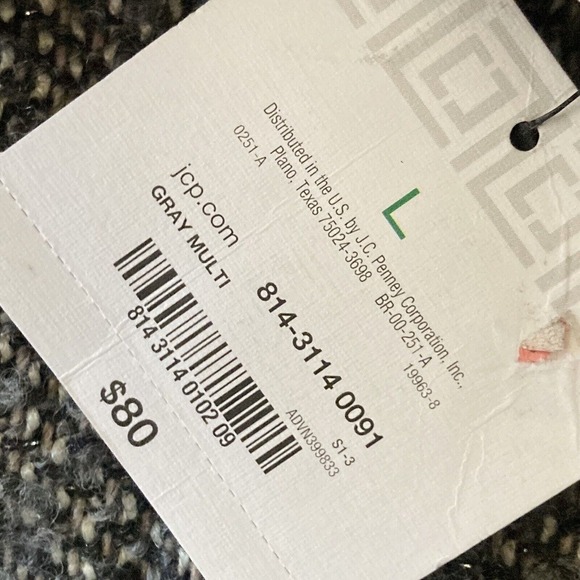 L
Distributed in the U.S. by J.C. Penney Corporation, Inc.,
Plano, Texas 75024-3698 BR-00-251-A 19963-8
0251-A
jcp.com
814-3114 0091
GRAY MULTI
S1-3
ADVN399833
814 3114 0102 09
$80